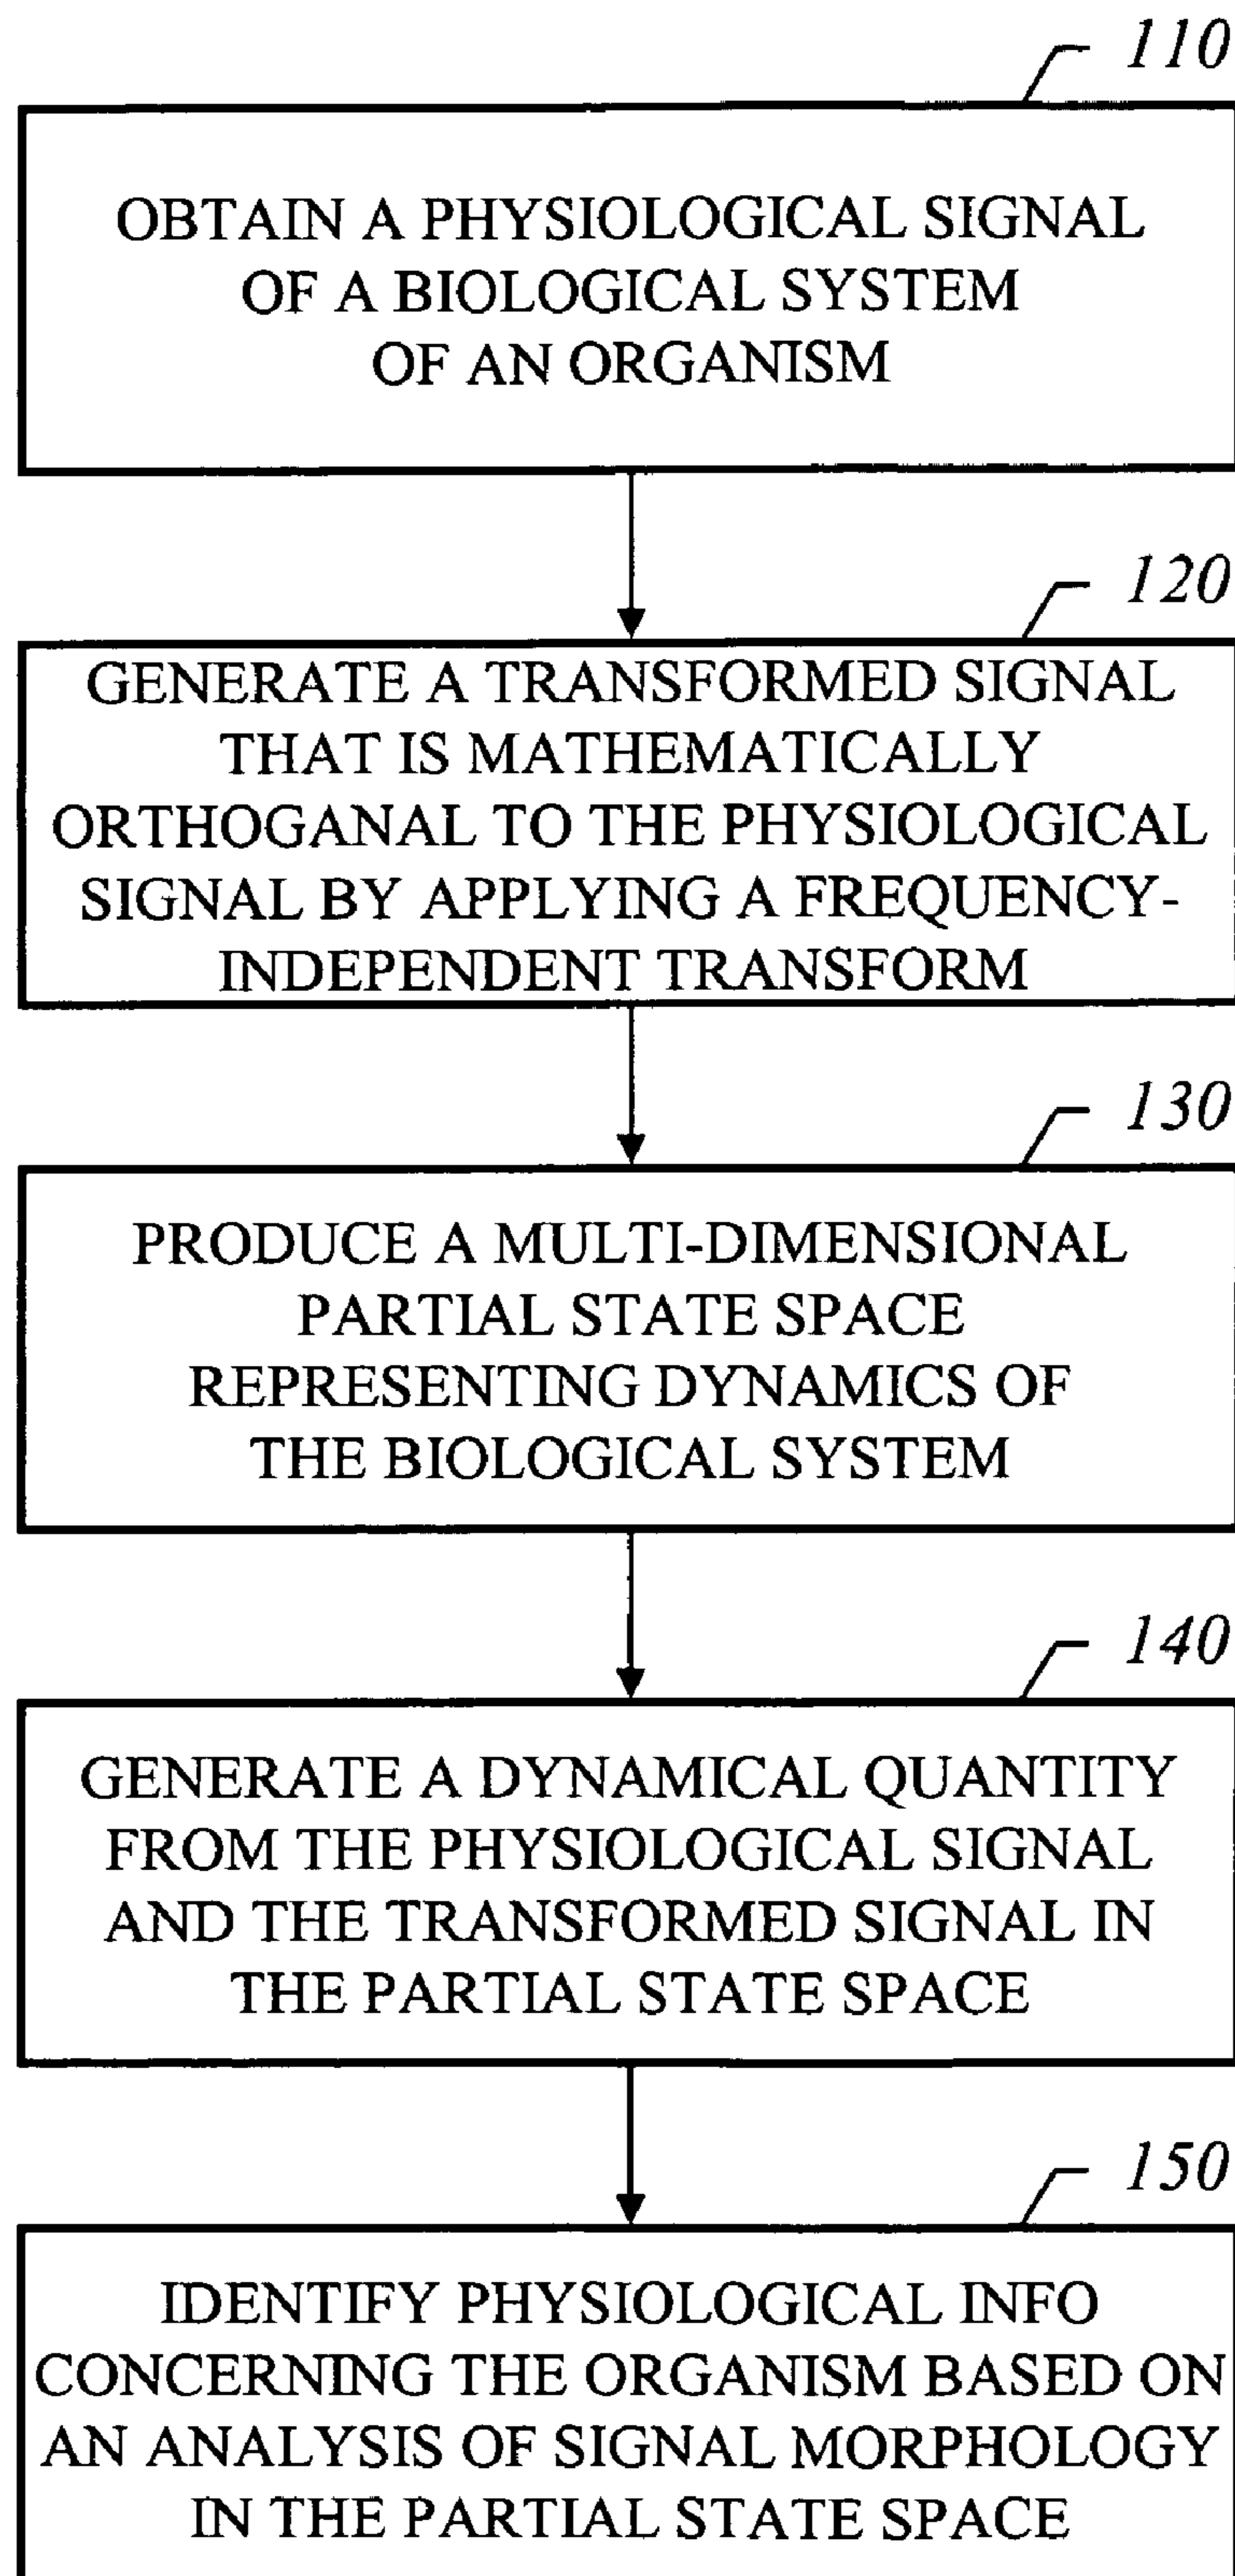 110
OBTAIN A PHYSIOLOGICAL SIGNAL
OF A BIOLOGICAL SYSTEM
OF AN ORGANISM
120
GENERATE A TRANSFORMED SIGNAL
THAT IS MATHEMATICALLY
ORTHOGANAL TO THE PHYSIOLOGICAL
SIGNAL BY APPLYING A FREQUENCY-
INDEPENDENT TRANSFORM
130
PRODUCE A MULTI-DIMENSIONAL
PARTIAL STATE SPACE
REPRESENTING DYNAMICS OF
THE BIOLOGICAL SYSTEM
140
GENERATE A DYNAMICAL QUANTITY
FROM THE PHYSIOLOGICAL SIGNAL
AND THE TRANSFORMED SIGNAL IN
THE PARTIAL STATE SPACE
150
IDENTIFY PHYSIOLOGICAL INFO
CONCERNING THE ORGANISM BASED ON
AN ANALYSIS OF SIGNAL MORPHOLOGY
IN THE PARTIAL STATE SPACE